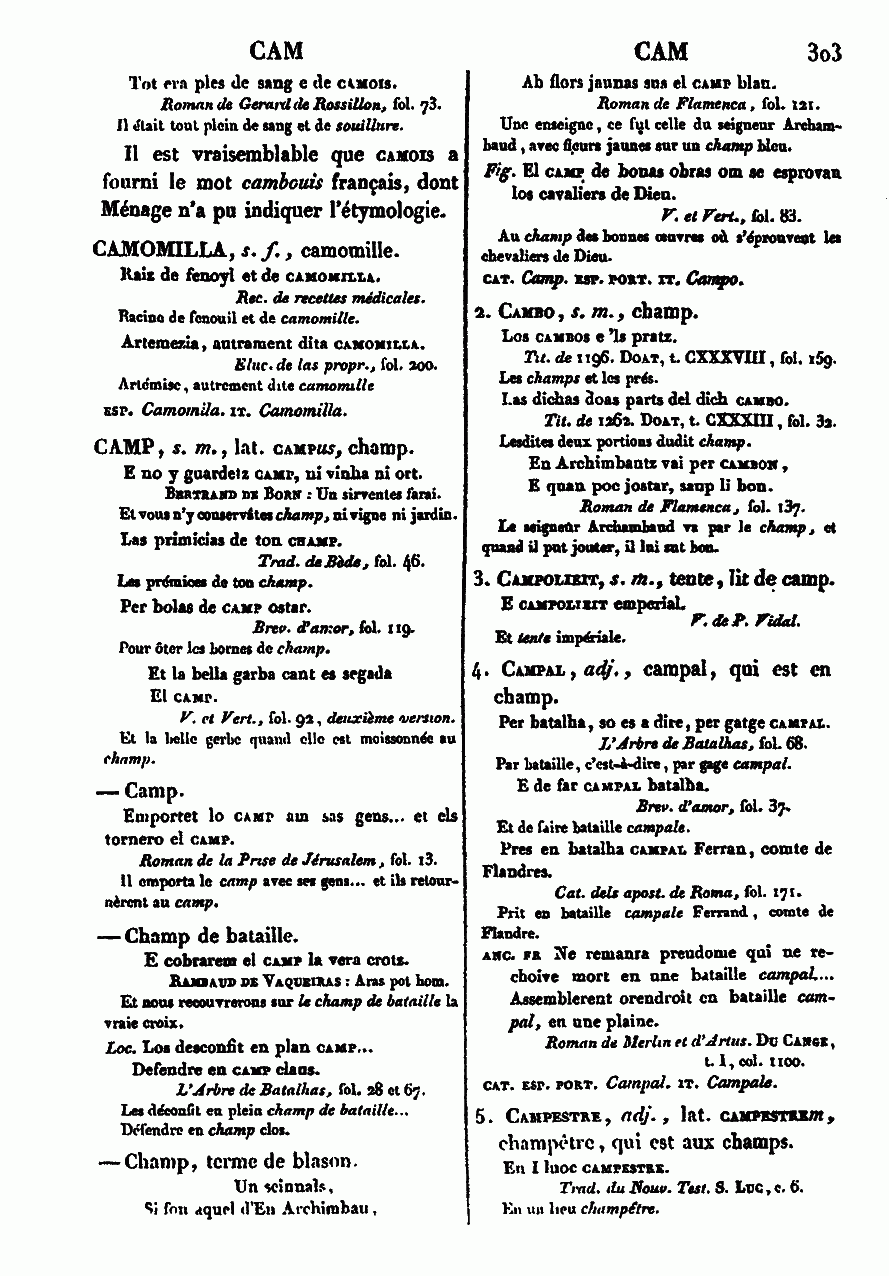 CAM
CAM 303
Tot era ples de sang e de CAMOIS.
Roman de Gerard de Rossillon, fol. 73.
Il était tout plein de sang et de souillure.
Il est vraisemblable que CAMOIS a
fourni le mot cambouis français, dont
Ménage n'a pu indiquer l'étymologie.
CAMOMILLA, s. f., camomille.
Raiz de fenoyl et de CAMOMILLA.
Rec. de recettes médicales.
Racine de fenouil et de camomille.
Artemezia, autrament dita CAMOMILLA.
Eluc. de las propr., fol. 200.
Artémise, autrement dite camomille
ESP. Camomila. IT. Camomilla.
CAMP, s. m., lat. CAMPus, champ.
E no y guardetz CAMP, ni vinha ni ort.
BERTRAND DE BORN : Un sirventes farai.
Et vous n'y conservâtes champ, ni vigne ni jardin.
Las primicias de ton CHAMP.
Trad. de Bède, fol. 46.
Les prémices de ton champ.
Per bolas de CAMP ostar.
Brev. d'amor, fol. 119.
Pour ôter les bornes de champ.
Et la bella garba cant es segada
El CAMP.
V. et Vert., fol. 92, deuxième version.
Et la belle gerbe quand elle est moissonnée au
champ.
— Camp.
Emportet lo CAMP am sas gens... et els
tornero el CAMP.
Roman de la Prise de Jérusalem, fol. 13.
Il emporta le camp avec ses gens... et ils retour-
nèrent au camp.
— Champ de bataille.
E cobrarem el CAMP la vera crotz.
RAMBAUD DE VAQUEIRAS : Aras pot hom.
Et nous recouvrerons sur le champ de bataille la
vraie croix.
Loc. Los desconfit en plan CAMP...
Defendre en CAMP claus.
L'Arbre de Batalhas, fol. 28 et 67.
Les déconfit en plein champ de bataille...
Défendre en champ clos.
— Champ, terme de blason.
Un scinnals,
Si fon aquel d'En Archimbau,
Ab flors jaunas sus el CAMP blau.
Roman de Flamenca, fol. 121.
Une enseigne, ce fut celle du seigneur Archam-
baud, avec fleurs jaunes sur un champ bleu.
Fig. El CAMP de bonas obras om se esprovan
los cavaliers de Dieu.
V. et Vert., fol. 83.
Au champ des bonnes œuvres où s'éprouvent les
chevaliers de Dieu.
CAT. Camp. ESP. PORT. IT. Campo.
2. CAMBO, s. m., champ.
Los CAMBOS e 'ls pratz.
Tit. de 1196. DOAT, t. CXXXVIII, fol. 159.
Les champs et les prés.
Las dichas doas parts del dich CAMBO.
Tit. de 1262. DOAT, t. CXXXIII, fol. 32.
Lesdites deux portions dudit champ.
En Archimbautz vai per CAMBON,
E quan poc jostar, saup li bon.
Roman de Flamenca, fol. 137.
Le seigneur Archambaud va par le champ, et
quand il put jouter, il lui sut bon.
3. CAMPOLIEIT, s. m., tente, lit de camp.
E CAMPOLIEIT emperial.
V. de P. Vidal.
Et tente impériale.
4. CAMPAL, adj., campal, qui est en
champ.
Per batalha, so es a dire, per gatge CAMPAL.
L'Arbre de Batalhas, fol. 68.
Par bataille, c'est-à-dire, par gage campal.
E de far CAMPAL batalha.
Brev. d'amor, fol. 37.
Et de faire bataille campale.
Pres en batalha CAMPAL Ferran, comte de
Flandres.
Cat. dels apost. de Roma, fol. 171.
Prit en bataille campale Ferrand, comte de
Flandre.
ANC. FR Ne remanra preudome qui ne re-
choive mort en une bataille campal....
Assemblerent orendroit en bataille cam-
pal, en une plaine.
Roman de Merlin et d'Artus. DU CANGE,
t. I, col. 1100.
CAT. ESP. PORT. Campal. IT. Campale.
5. CAMPESTRE, adj., lat. CAMPESTREm,
champêtre, qui est aux champs.
En I luoc CAMPESTRE.
Trad. du Nouv. Test. S. LUC, c. 6.
En un lieu champêtre.